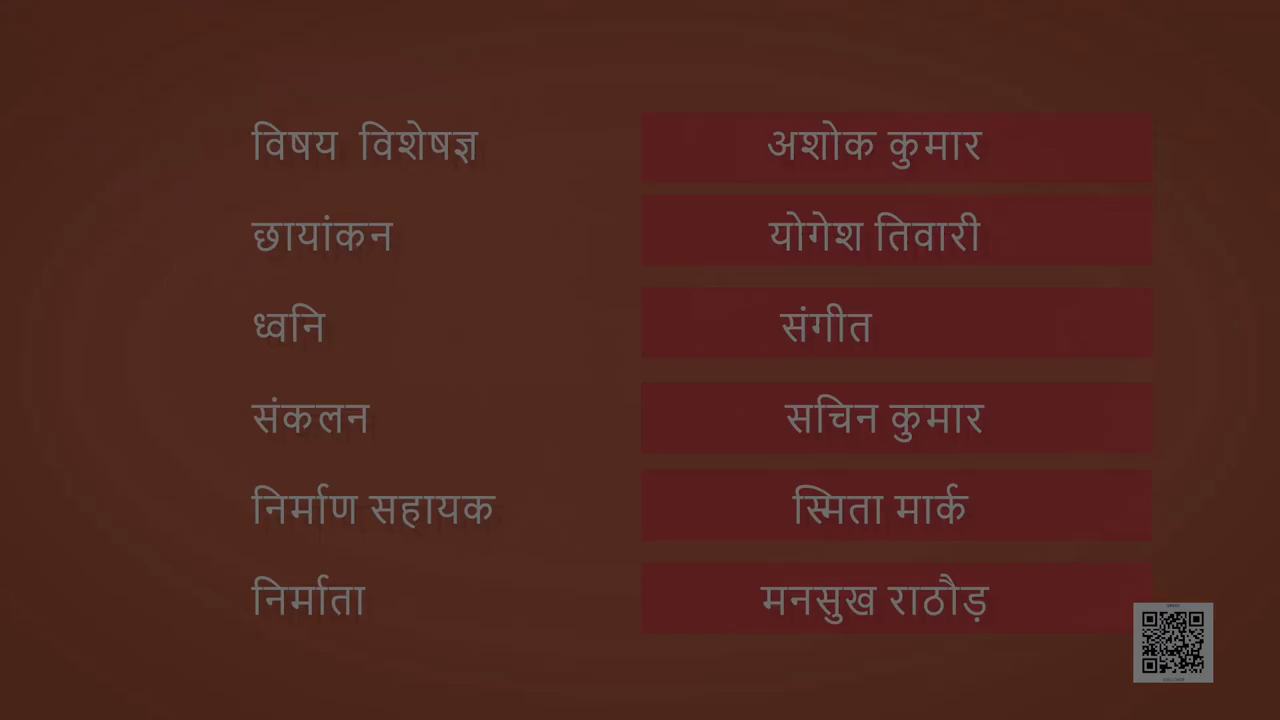 विषय विशेषज्ञ अशोक कुमार
छायांकन योगेश तिवारी
ध्वनि संगीत
संकलन सचिन कुमार
निर्माण सहायक स्मिता मार्क
निर्माता मनसुख राठौड़